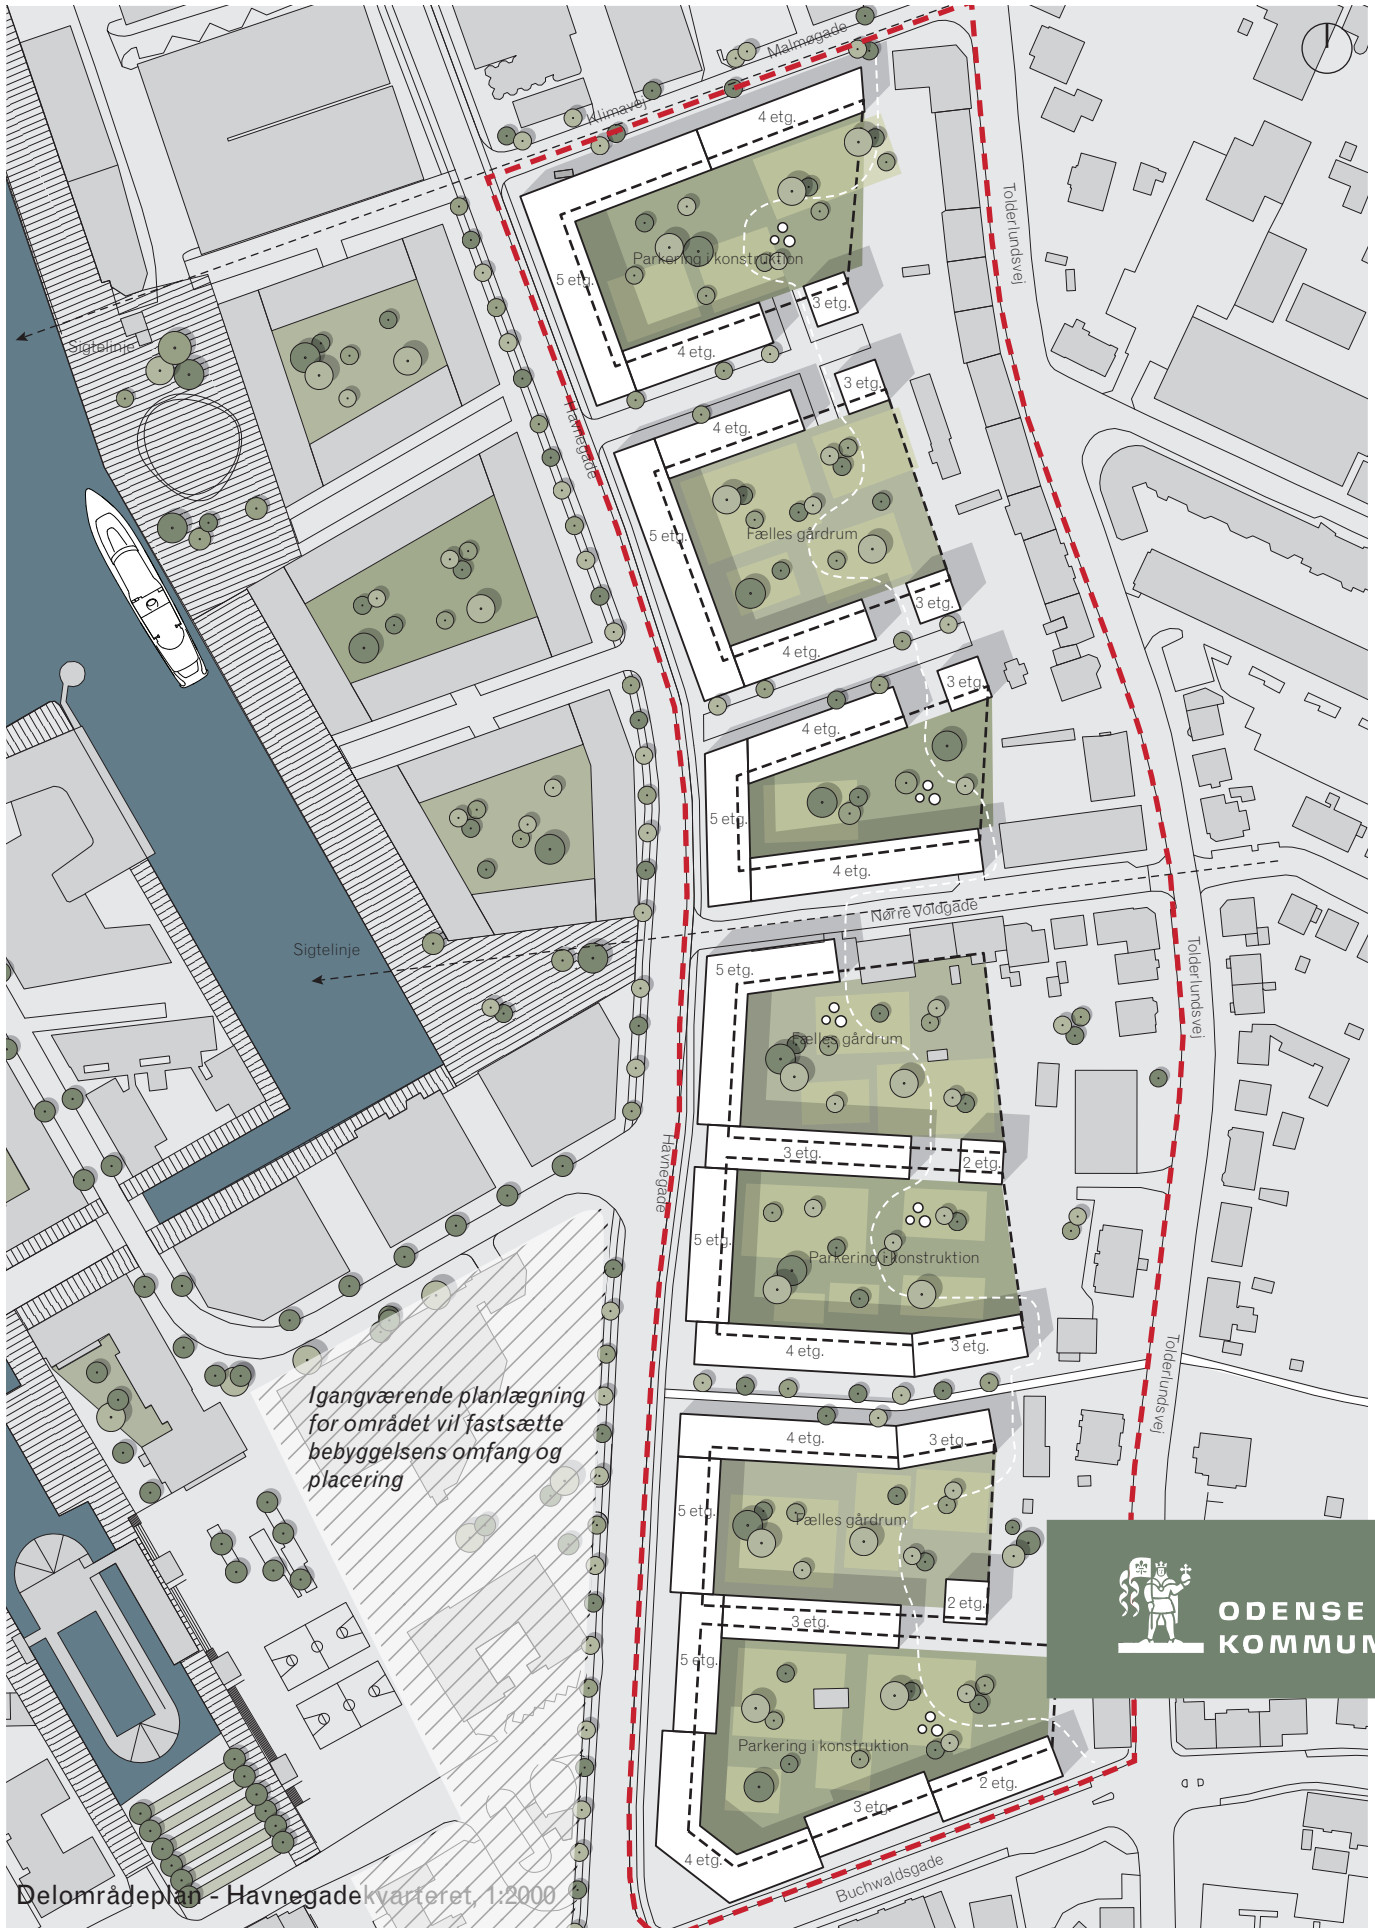 Malmøgade
Klimavej
4 etg.
Tolderlundsvej
Parkering i konstruktion
5 etg.
3 etg.
Sigtelinje
4 etg.
3 etg.
Havnegade
4 etg.
5 etg.
Fælles gårdrum
3 etg.
4 etg.
3 etg.
4 etg.
5 etg.
4 etg.
Nørre Voldgade
Sigtelinje
5 etg.
Tolderlundsvej
Fælles gårdrum
Havnegade
3 etg.
2 etg.
5 etg.
Parkering i konstruktion
4 etg.
3 etg.
Tolderlundsvej
Igangværende planlægning
for området vil fastsætte
bebyggelsens omfang og
placering
4 etg.
3 etg.
5 etg.
Fælles gårdrum
2 etg.
3 etg.
ODENSE
KOMMUN
5 etg.
Parkering i konstruktion
2 etg.
3 etg.
4 etg.
Buchwaldsgade
Delområdeplan - Havnegadekvarteret, 1:2000